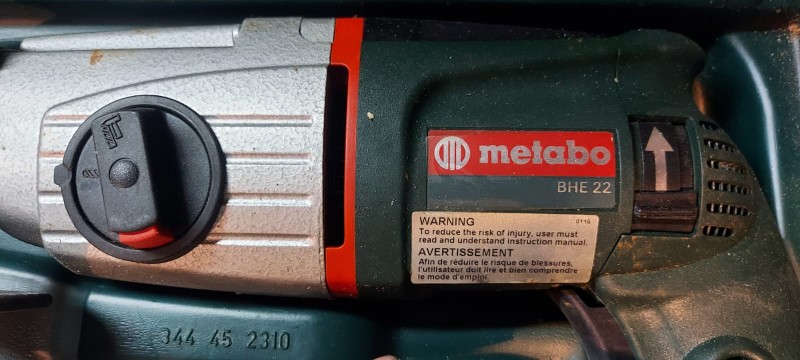 metabo
BHE 22
WARNING
0116
To reduce the risk of injury, user must
read and understand instruction manual.
AVERTISSEMENT
Afin de réduire le risque de blessures,
l'utilisateur doit lire et bien comprendre
le mode d'emploi.
344 45 2310